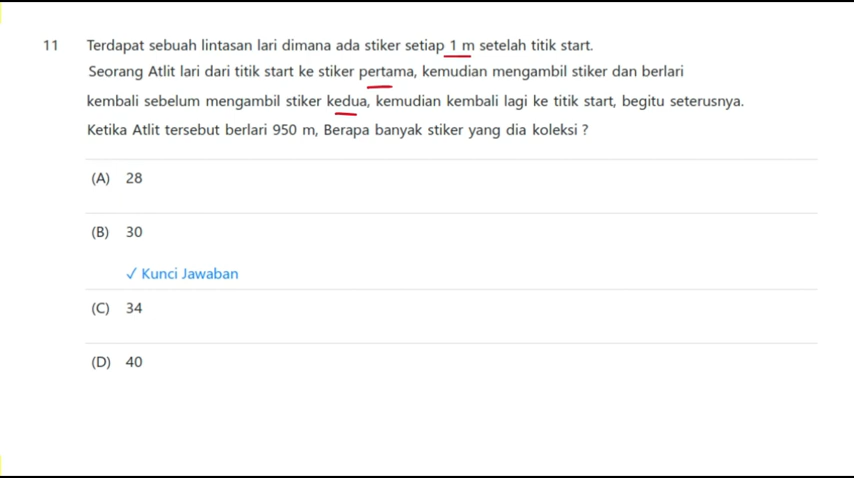 11 Terdapat sebuah lintasan lari dimana ada stiker setiap 1 m setelah titik start.
Seorang Atlit lari dari titik start ke stiker pertama, kemudian mengambil stiker dan berlari
kembali sebelum mengambil stiker kedua, kemudian kembali lagi ke titik start, begitu seterusnya.
Ketika Atlit tersebut berlari 950 m, Berapa banyak stiker yang dia koleksi ?
(A) 28
(B) 30
✓ Kunci Jawaban
(C) 34
(D) 40